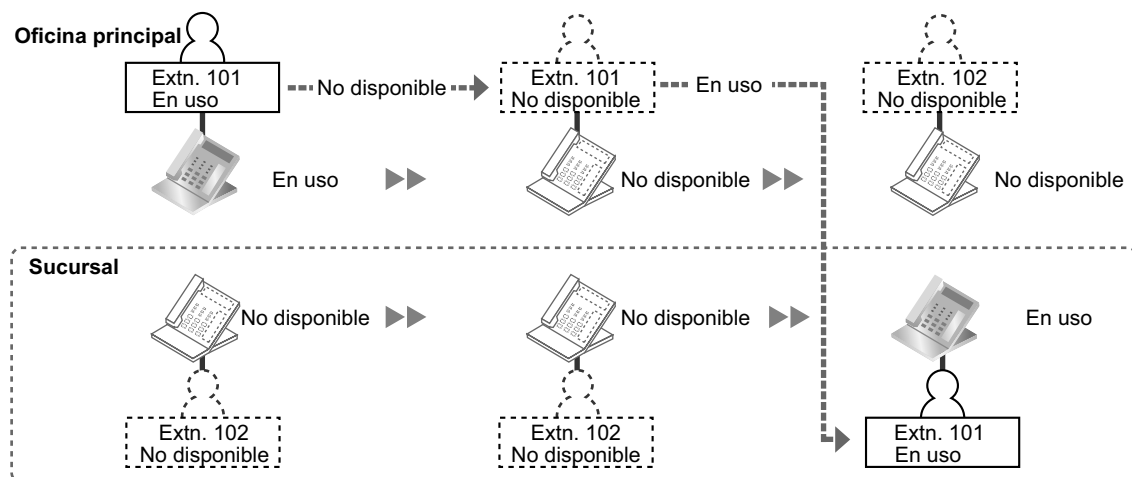 Oficina principal
Extn. 101
En uso
No disponible
Extn. 101
No disponible
En uso
Extn. 102
No disponible
En uso
No disponible
No disponible
Sucursal
No disponible
No disponible
En uso
Extn. 102
No disponible
Extn. 102
No disponible
Extn. 101
En uso